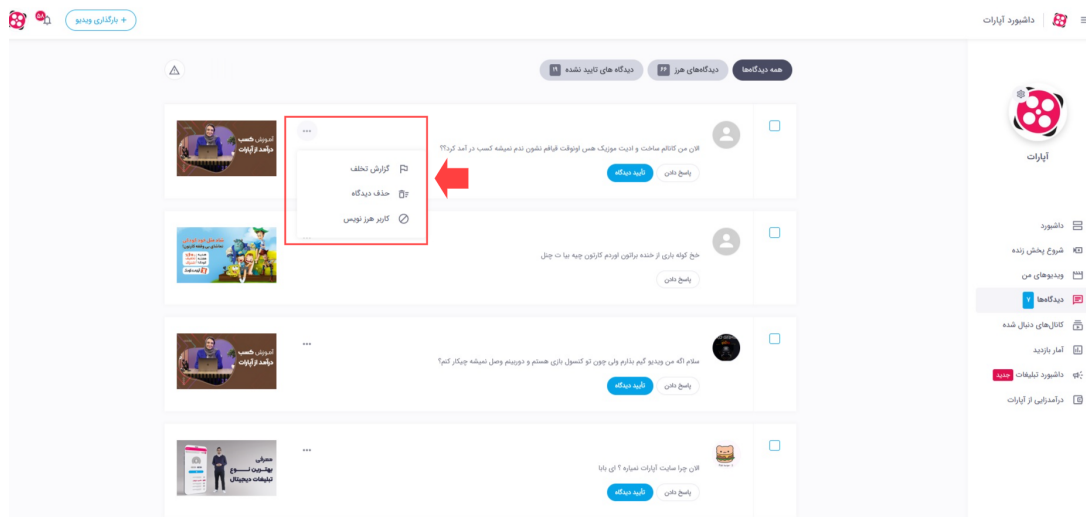 داشبورد آپارات
+ بارگذاری ویدیو
۵۸
همه دیدگاه‌ها
دیدگاه‌های هرز ۶۶
دیدگاه های تایید نشده ۱۹
آپارات
داشبورد
شروع پخش زنده
ویدیوهای من
دیدگاه‌ها ۷
کانال‌های دنبال شده
آمار بازدید
داشبورد تبلیغات جدید
درآمدزایی از آپارات
الان من کانالم ساخت و ادیت موزیک هس اونوقت قیافم نشون ندم نمیشه کسب در آمد کرد؟؟
پاسخ دادن
تأیید دیدگاه
گزارش تخلف
حذف دیدگاه
کاربر هرز نویس
آموزش کسب
درآمد از آپارات
خخ کوله باری از خنده براتون اوردم کارتون چیه بیا ت چنل
پاسخ دادن
سلام اگه من ویدیو گیم بذارم ولی چون تو کنسول بازی هستم و دوربینم وصل نمیشه چیکار کنم؟
پاسخ دادن
تأیید دیدگاه
آموزش کسب
درآمد از آپارات
الان چرا سایت آپارات نمیاره ؟ ای بابا
پاسخ دادن
تأیید دیدگاه
معرفی
بهترین نوع
تبلیغات دیجیتال